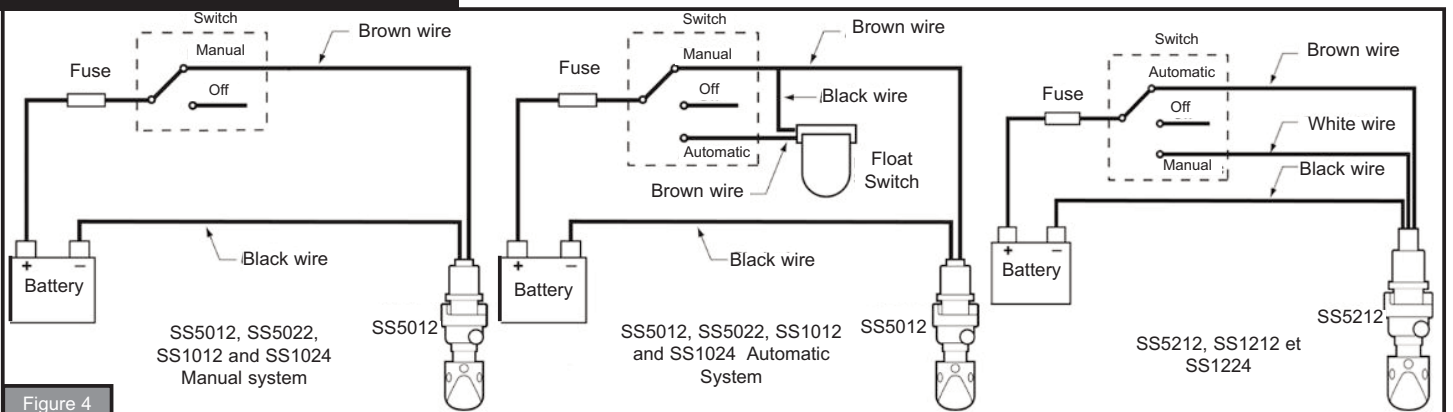 Switch
Manual
Off
Fuse
Brown wire
Black wire
+ −
Battery
SS5012
SS5012, SS5022,
SS1012 and SS1024
Manual system
Switch
Manual
Off
Automatic
Fuse
Brown wire
Black wire
Float
Switch
Brown wire
Black wire
+ −
Battery
SS5012
SS5012, SS5022, SS1012
and SS1024 Automatic
System
Switch
Automatic
Off
Manual
Fuse
Brown wire
White wire
Black wire
+ −
Battery
SS5212
SS5212, SS1212 et
SS1224
Figure 4